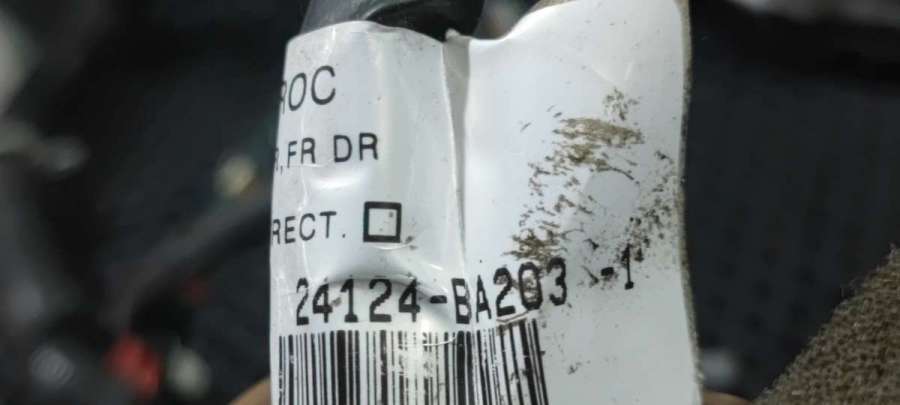 ROC
R, FR DR
RECT. □
24124-BA203 -1